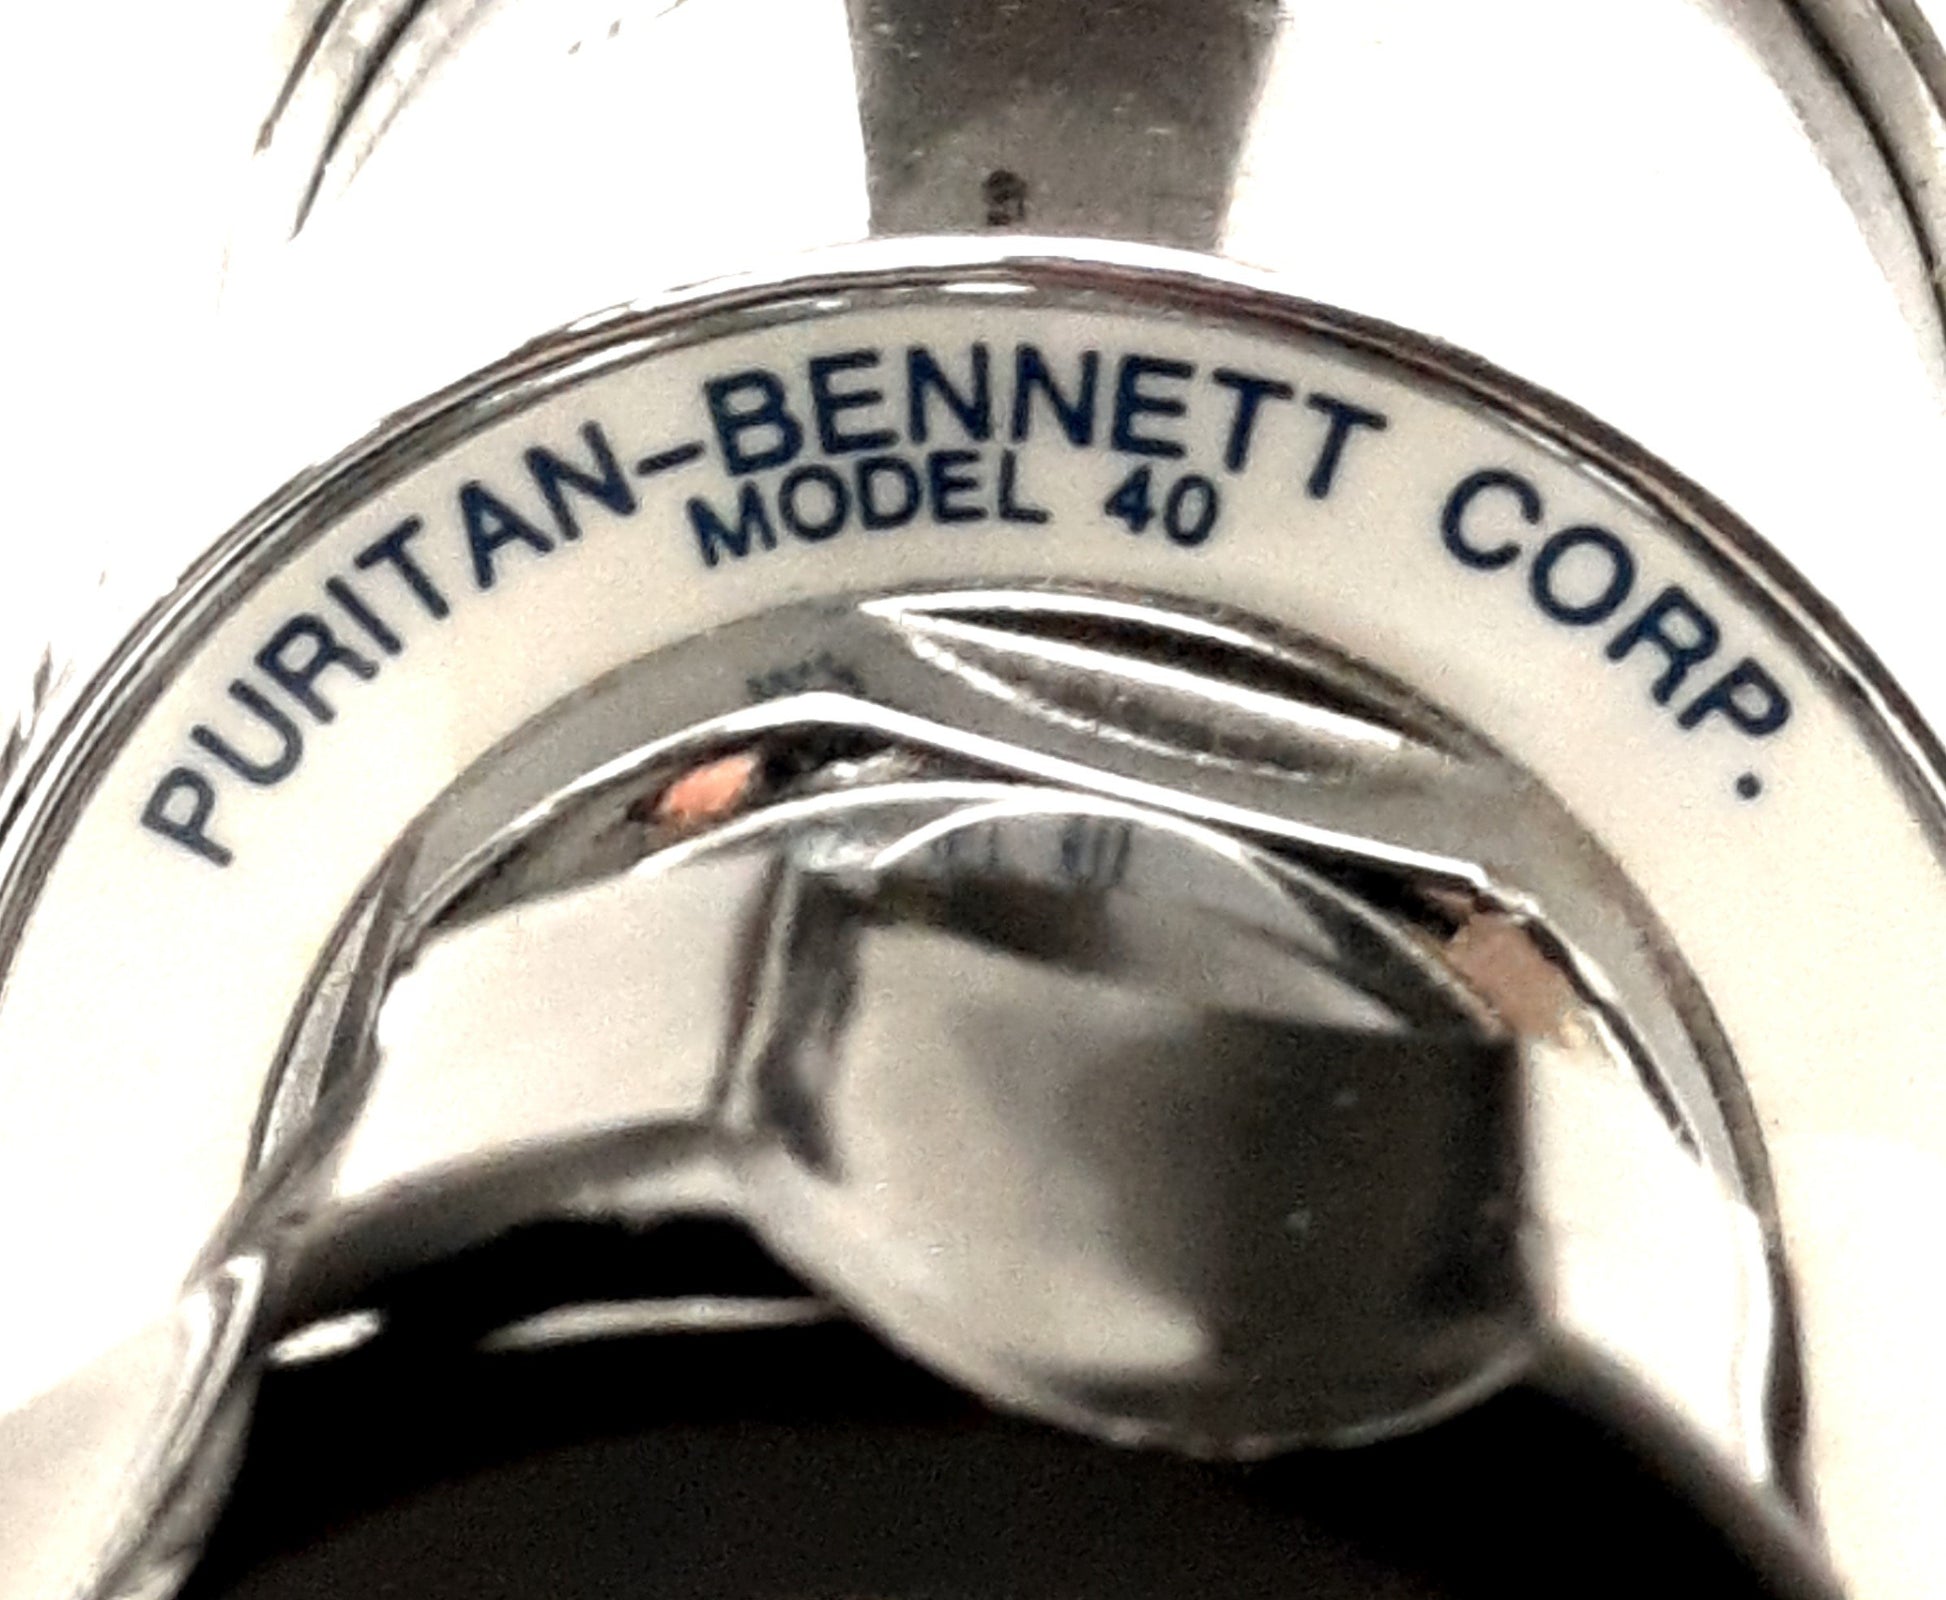 PURITAN-BENNETT CORP.
MODEL 40